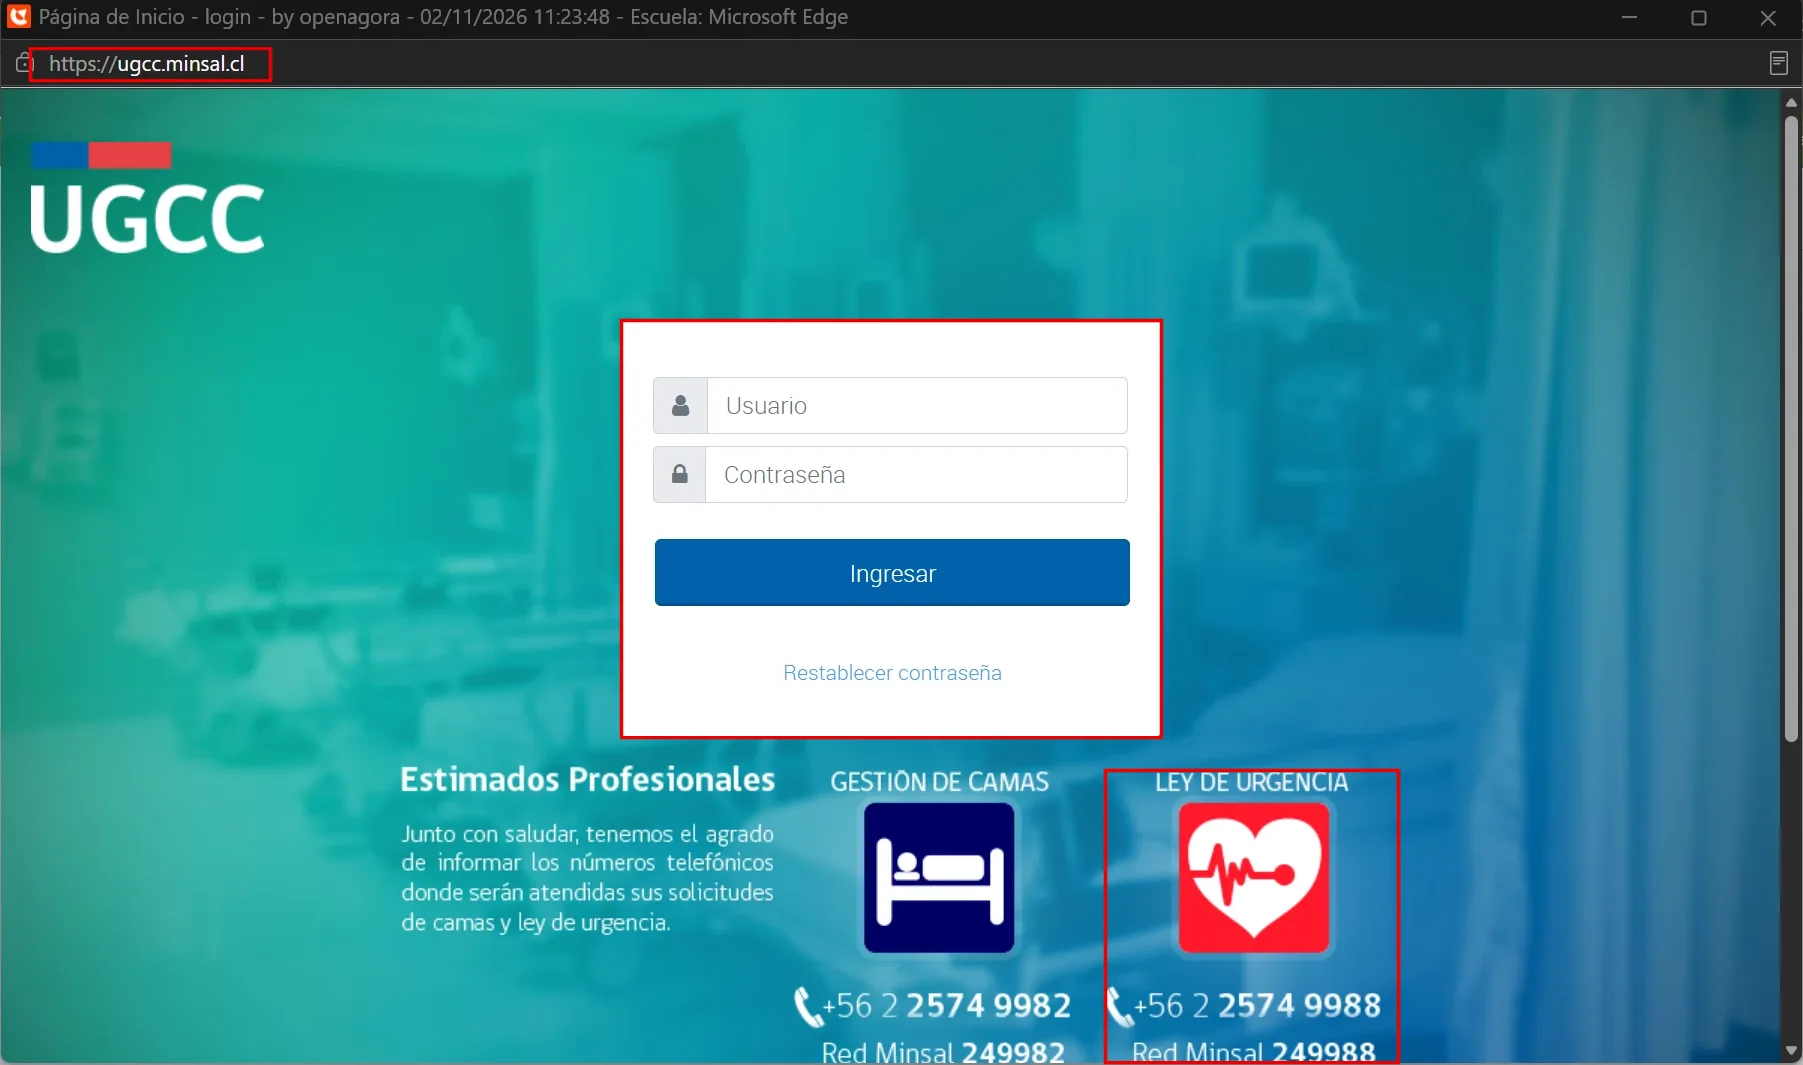 Página de Inicio - login - by openagora - 02/11/2026 11:23:48 - Escuela: Microsoft Edge
https://ugcc.minsal.cl
UGCC
Usuario
Contraseña
Ingresar
Restablecer contraseña
Estimados Profesionales
Junto con saludar, tenemos el agrado
de informar los números telefónicos
donde serán atendidas sus solicitudes
de camas y ley de urgencia.
GESTIÓN DE CAMAS
+56 2 2574 9982
Red Minsal 249982
LEY DE URGENCIA
+56 2 2574 9988
Red Minsal 249988